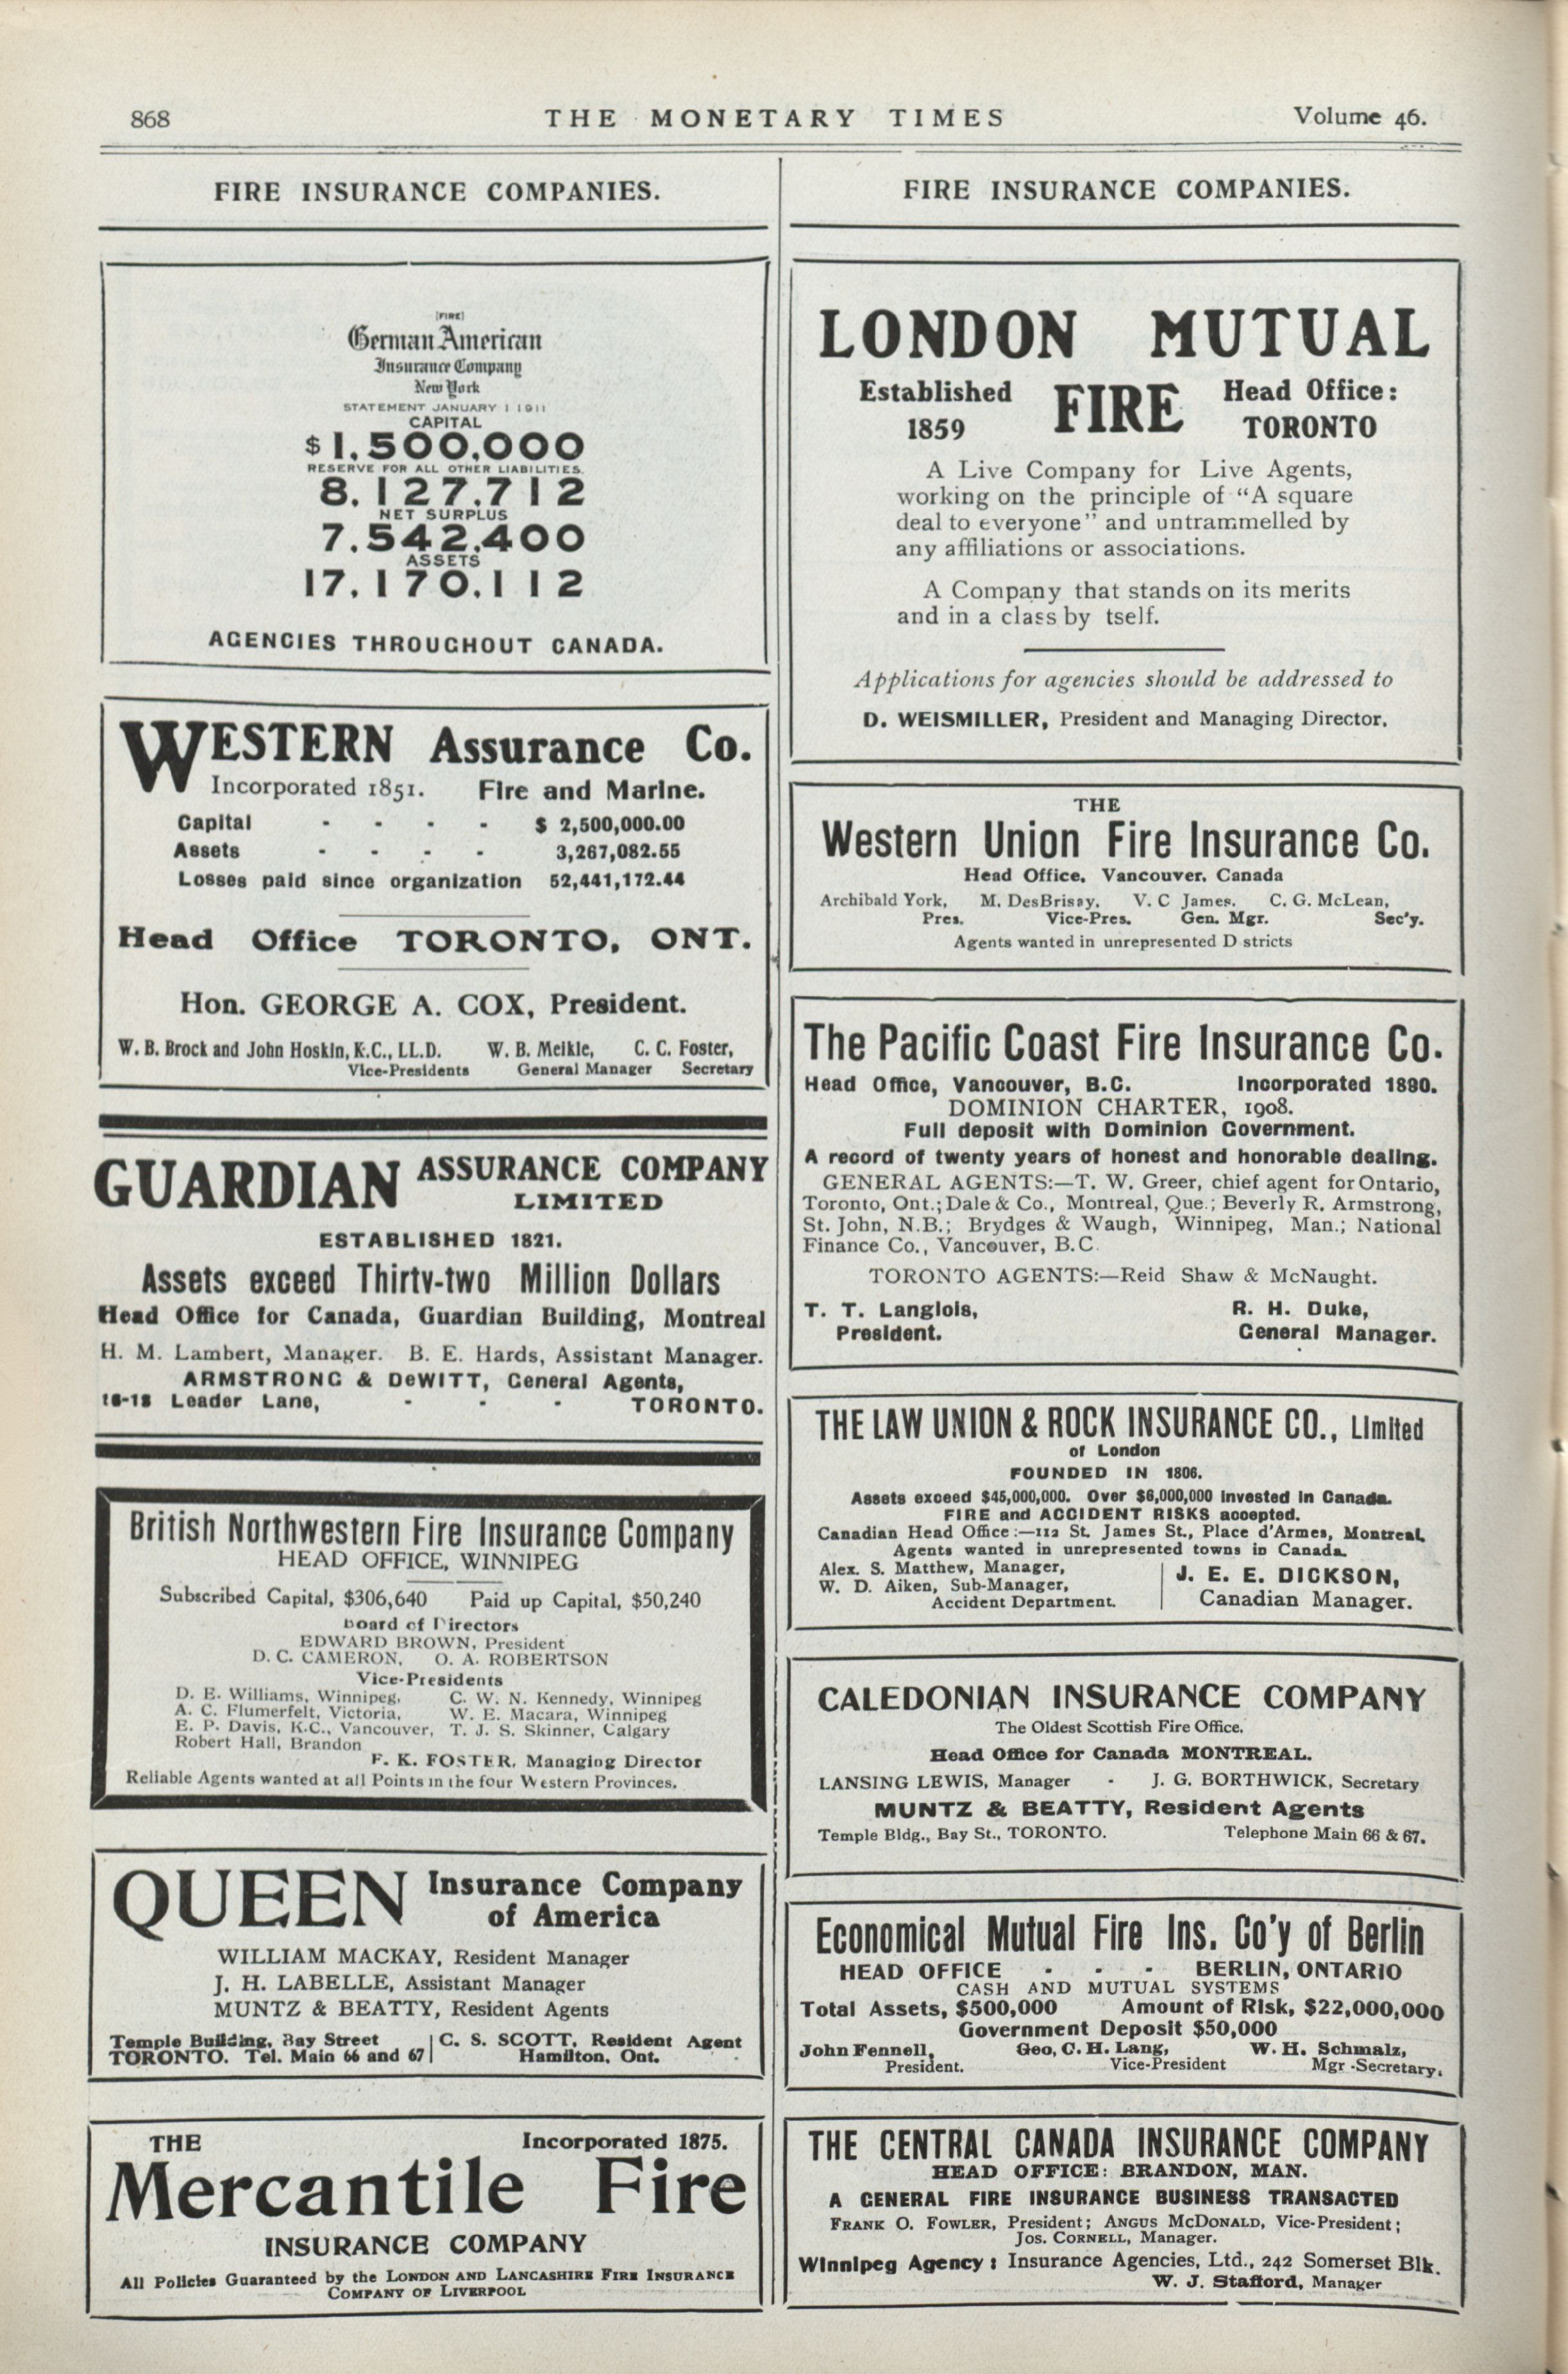 868
THE MONETARY TIMES
Volume 46.
FIRE INSURANCE COMPANIES.
[FIRE]
German American
Insurance Company
New York
STATEMENT JANUARY 1 1911
CAPITAL
$1,500,000
RESERVE FOR ALL OTHER LIABILITIES.
8,127,712
NET SURPLUS
7,542,400
ASSETS
17,170,112
AGENCIES THROUGHOUT CANADA.
WESTERN Assurance Co.
Incorporated 1851. Fire and Marine.
Capital - - - - $ 2,500,000.00
Assets - - - - 3,267,082.55
Losses paid since organization 52,441,172.44
Head Office TORONTO, ONT.
Hon. GEORGE A. COX, President.
W. B. Brock and John Hoskin, K.C., LL.D. W. B. Meikle, C. C. Foster,
Vice-Presidents General Manager Secretary
GUARDIAN ASSURANCE COMPANY
LIMITED
ESTABLISHED 1821.
Assets exceed Thirty-two Million Dollars
Head Office for Canada, Guardian Building, Montreal
H. M. Lambert, Manager. B. E. Hards, Assistant Manager.
ARMSTRONG & DeWITT, General Agents,
16-18 Leader Lane, - - - TORONTO.
British Northwestern Fire Insurance Company
HEAD OFFICE, WINNIPEG
Subscribed Capital, $306,640 Paid up Capital, $50,240
Board of Directors
EDWARD BROWN, President
D. C. CAMERON, O. A. ROBERTSON
Vice-Presidents
D. E. Williams, Winnipeg, C. W. N. Kennedy, Winnipeg
A. C. Flumerfelt, Victoria, W. E. Macara, Winnipeg
E. P. Davis, K.C., Vancouver, T. J. S. Skinner, Calgary
Robert Hall, Brandon
F. K. FOSTER, Managing Director
Reliable Agents wanted at all Points in the four Western Provinces.
QUEEN Insurance Company
of America
WILLIAM MACKAY, Resident Manager
J. H. LABELLE, Assistant Manager
MUNTZ & BEATTY, Resident Agents
Temple Building, Bay Street
TORONTO. Tel. Main 66 and 67
C. S. SCOTT, Resident Agent
Hamilton, Ont.
THE Incorporated 1875.
Mercantile Fire
INSURANCE COMPANY
All Policies Guaranteed by the LONDON AND LANCASHIRE FIRE INSURANCE
COMPANY OF LIVERPOOL
FIRE INSURANCE COMPANIES.
LONDON MUTUAL
Established
1859
FIRE
Head Office:
TORONTO
A Live Company for Live Agents,
working on the principle of "A square
deal to everyone" and untrammelled by
any affiliations or associations.
A Company that stands on its merits
and in a class by tself.
Applications for agencies should be addressed to
D. WEISMILLER, President and Managing Director.
THE
Western Union Fire Insurance Co.
Head Office, Vancouver, Canada
Archibald York, M. DesBrisay, V. C James, C. G. McLean,
Pres. Vice-Pres. Gen. Mgr. Sec'y.
Agents wanted in unrepresented D stricts
The Pacific Coast Fire Insurance Co.
Head Office, Vancouver, B.C. Incorporated 1890.
DOMINION CHARTER, 1908.
Full deposit with Dominion Government.
A record of twenty years of honest and honorable dealing.
GENERAL AGENTS:—T. W. Greer, chief agent for Ontario,
Toronto, Ont.; Dale & Co., Montreal, Que.; Beverly R. Armstrong,
St. John, N.B.; Brydges & Waugh, Winnipeg, Man.; National
Finance Co., Vancouver, B.C.
TORONTO AGENTS:—Reid Shaw & McNaught.
T. T. Langlois, R. H. Duke,
President. General Manager.
THE LAW UNION & ROCK INSURANCE CO., Limited
of London
FOUNDED IN 1806.
Assets exceed $45,000,000. Over $6,000,000 invested in Canada.
FIRE and ACCIDENT RISKS accepted.
Canadian Head Office:—112 St. James St., Place d'Armes, Montreal.
Agents wanted in unrepresented towns in Canada.
Alex. S. Matthew, Manager,
W. D. Aiken, Sub-Manager,
Accident Department.
J. E. E. DICKSON,
Canadian Manager.
CALEDONIAN INSURANCE COMPANY
The Oldest Scottish Fire Office.
Head Office for Canada MONTREAL.
LANSING LEWIS, Manager - J. G. BORTHWICK, Secretary
MUNTZ & BEATTY, Resident Agents
Temple Bldg., Bay St., TORONTO. Telephone Main 66 & 67.
Economical Mutual Fire Ins. Co'y of Berlin
HEAD OFFICE - - - BERLIN, ONTARIO
CASH AND MUTUAL SYSTEMS
Total Assets, $500,000 Amount of Risk, $22,000,000
Government Deposit $50,000
John Fennell, Geo, C. H. Lang, W. H. Schmalz,
President. Vice-President Mgr -Secretary.
THE CENTRAL CANADA INSURANCE COMPANY
HEAD OFFICE: BRANDON, MAN.
A GENERAL FIRE INSURANCE BUSINESS TRANSACTED
FRANK O. FOWLER, President; ANGUS MCDONALD, Vice-President;
JOS. CORNELL, Manager.
Winnipeg Agency: Insurance Agencies, Ltd., 242 Somerset Blk.
W. J. Stafford, Manager